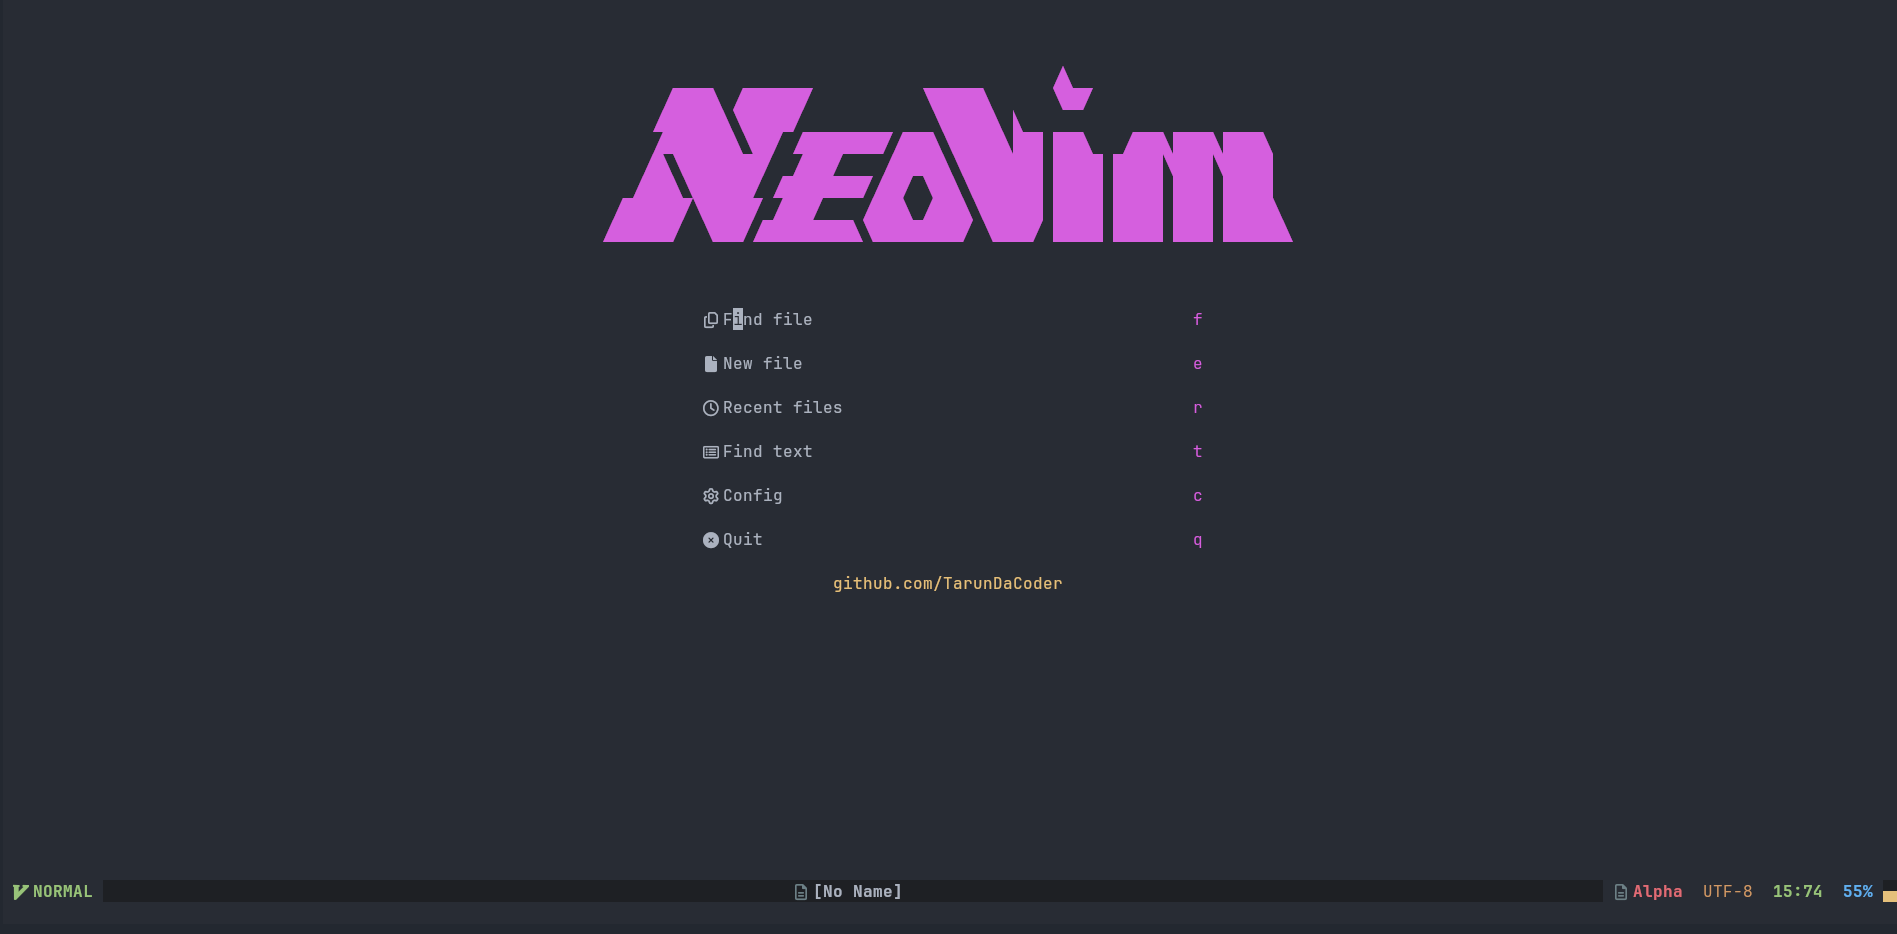 Neovim
Find file f
New file e
Recent files r
Find text t
Config c
Quit q
github.com/TarunDaCoder
NORMAL [No Name] Alpha UTF-8 15:74 55%